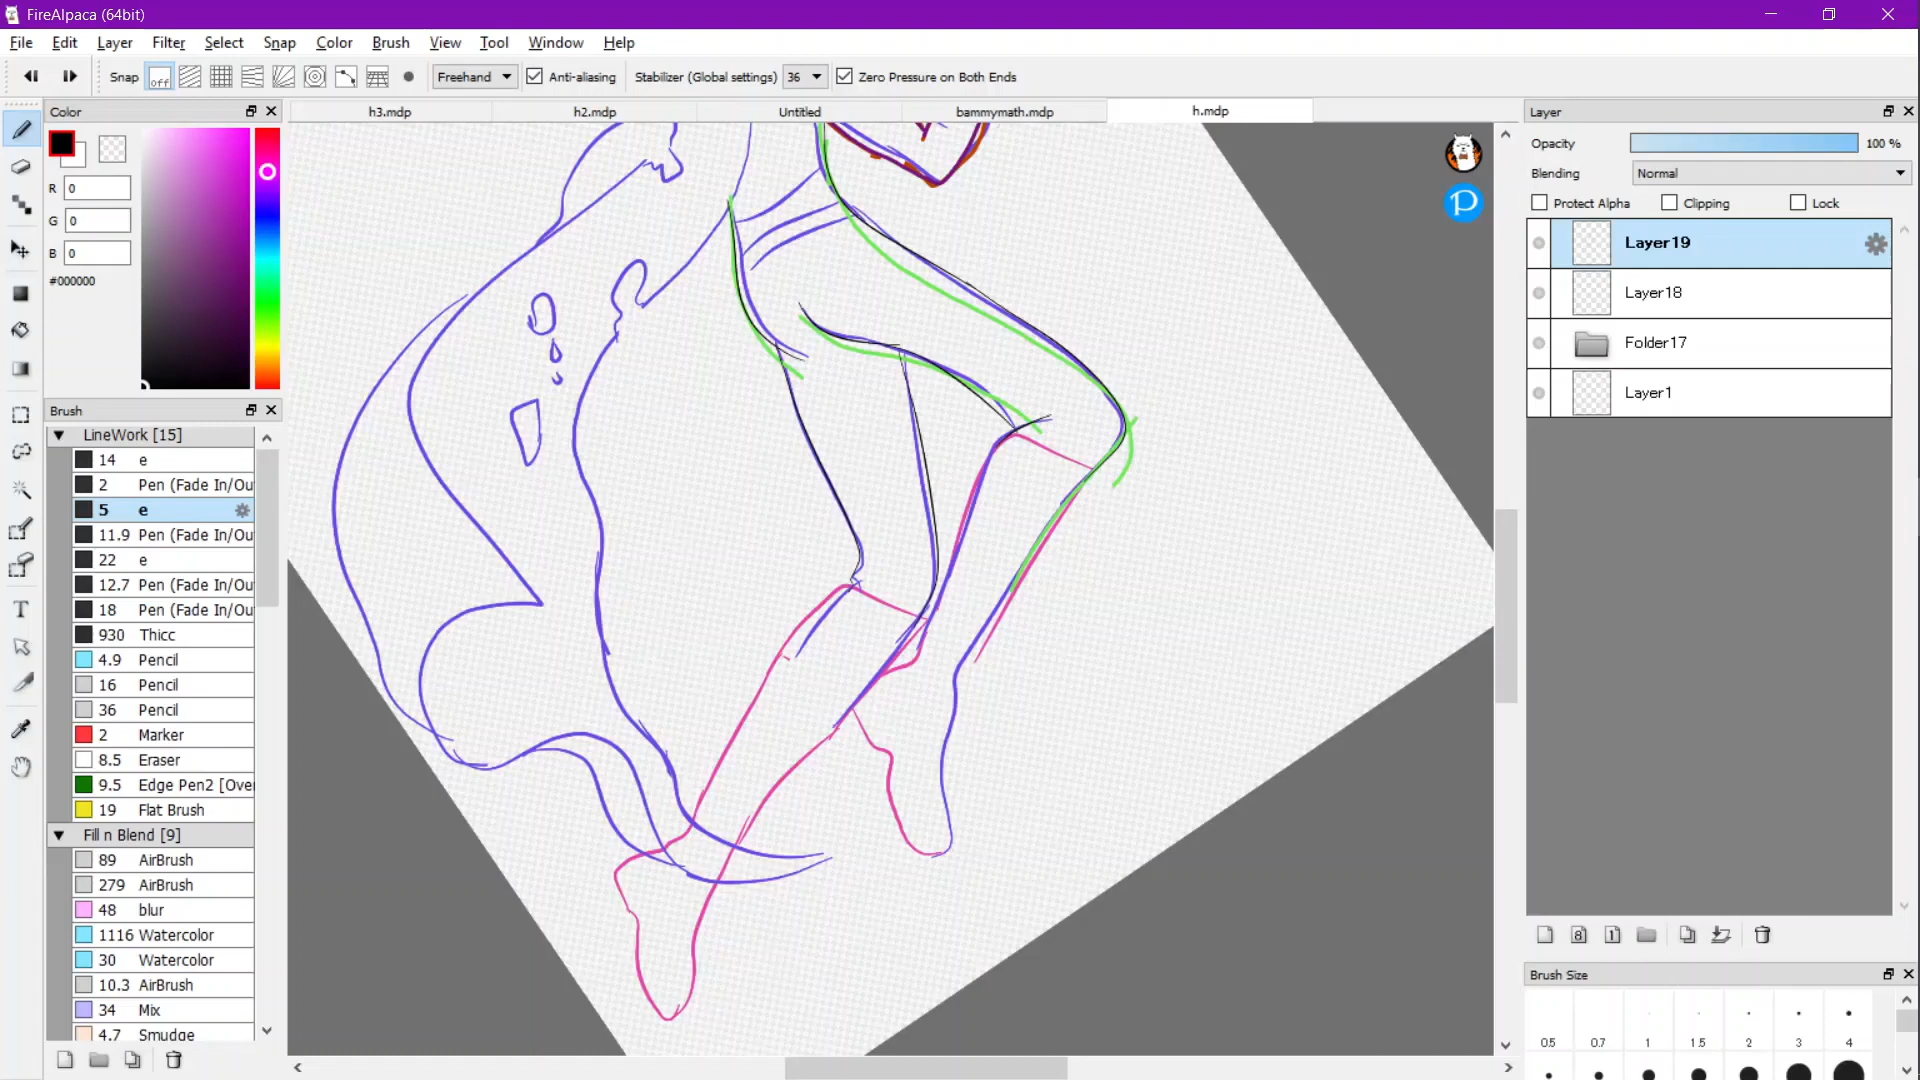 FireAlpaca (64bit)
File Edit Layer Filter Select Snap Color Brush View Tool Window Help
Snap off Freehand Anti-aliasing Stabilizer (Global settings) 36 Zero Pressure on Both Ends
Color
h3.mdp h2.mdp Untitled bammymath.mdp h.mdp
R 0
G 0
B 0
#000000
Brush
LineWork [15]
14 e
2 Pen (Fade In/Ou
5 e
11.9 Pen (Fade In/Ou
22 e
12.7 Pen (Fade In/Ou
18 Pen (Fade In/Ou
930 Thicc
4.9 Pencil
16 Pencil
36 Pencil
2 Marker
8.5 Eraser
9.5 Edge Pen2 [Over
19 Flat Brush
Fill n Blend [9]
89 AirBrush
279 AirBrush
48 blur
1116 Watercolor
30 Watercolor
10.3 AirBrush
34 Mix
4.7 Smudge
Layer
Opacity 100 %
Blending Normal
Protect Alpha Clipping Lock
Layer19
Layer18
Folder17
Layer1
8 1
Brush Size
0.5 0.7 1 1.5 2 3 4
T
P